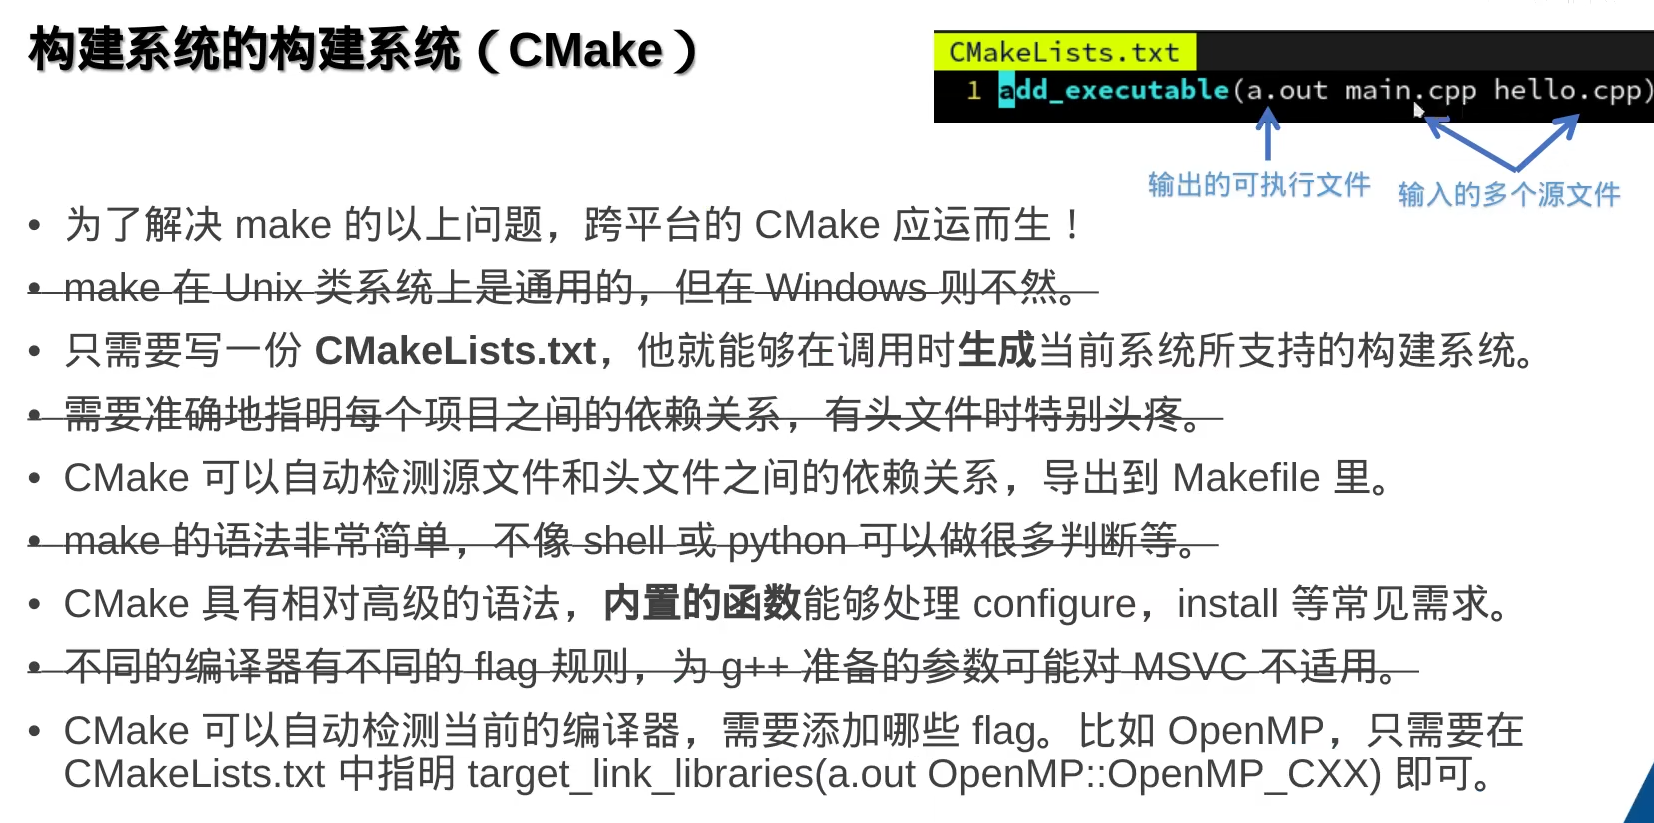 构建系统的构建系统（CMake）
CMakeLists.txt
1 add_executable(a.out main.cpp hello.cpp)
输出的可执行文件 输入的多个源文件
• 为了解决 make 的以上问题，跨平台的 CMake 应运而生！
• make 在 Unix 类系统上是通用的，但在 Windows 则不然。
• 只需要写一份 CMakeLists.txt，他就能够在调用时生成当前系统所支持的构建系统。
• 需要准确地指明每个项目之间的依赖关系，有头文件时特别头疼。
• CMake 可以自动检测源文件和头文件之间的依赖关系，导出到 Makefile 里。
• make 的语法非常简单，不像 shell 或 python 可以做很多判断等。
• CMake 具有相对高级的语法，内置的函数能够处理 configure，install 等常见需求。
• 不同的编译器有不同的 flag 规则，为 g++ 准备的参数可能对 MSVC 不适用。
• CMake 可以自动检测当前的编译器，需要添加哪些 flag。比如 OpenMP，只需要在
CMakeLists.txt 中指明 target_link_libraries(a.out OpenMP::OpenMP_CXX) 即可。